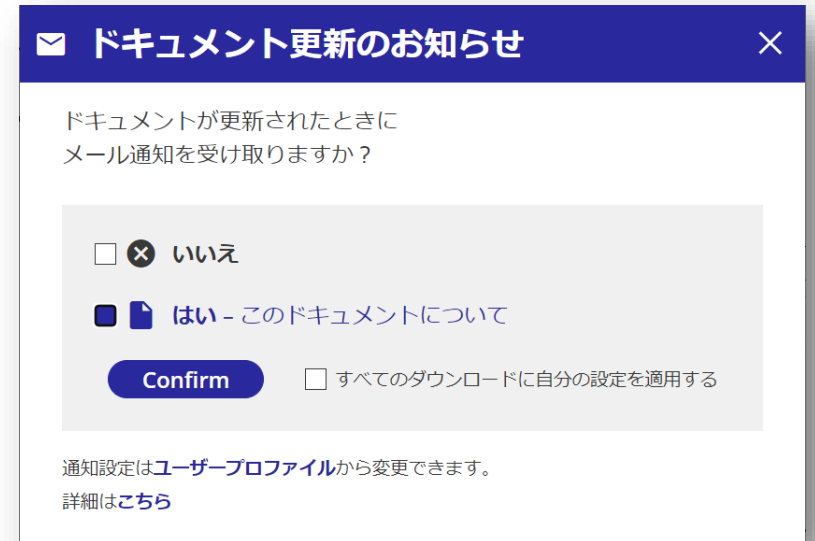 ドキュメント更新のお知らせ
ドキュメントが更新されたときに
メール通知を受け取りますか？
いいえ
はい – このドキュメントについて
Confirm すべてのダウンロードに自分の設定を適用する
通知設定はユーザープロファイルから変更できます。
詳細はこちら